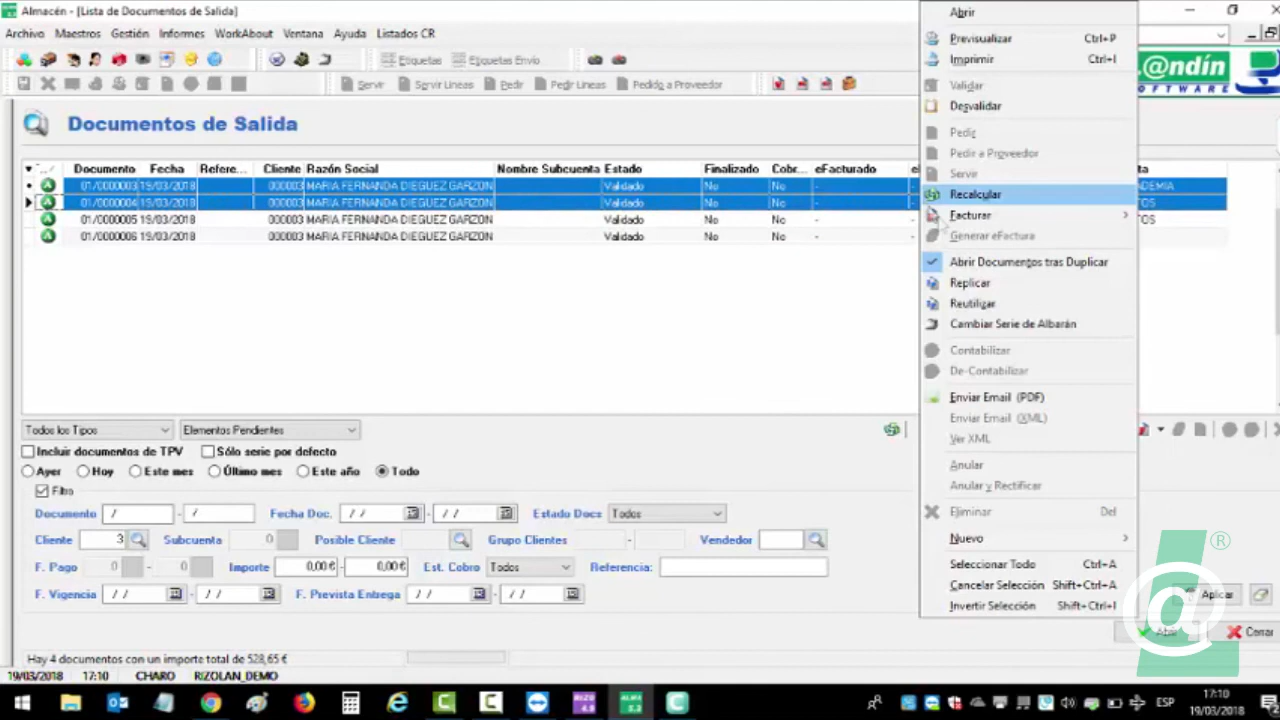 Almacén - [Lista de Documentos de Salida]
Archivo Maestros Gestión Informes WorkAbout Ventana Ayuda Listados CR
Etiquetas Etiquetas Envío
Servir Servir Lineas Pedir Pedir Lineas Pedido a Proveedor
@ndín
SOFTWARE
Documentos de Salida
Documento Fecha Refere... Cliente Razón Social Nombre Subcuenta Estado Finalizado Cobr... eFacturado
01/0000003 19/03/2018 000003 MARIA FERNANDA DIEGUEZ GARZON Validado No No -
01/0000004 19/03/2018 000003 MARIA FERNANDA DIEGUEZ GARZON Validado No No -
01/0000005 19/03/2018 000003 MARIA FERNANDA DIEGUEZ GARZON Validado No No -
01/0000006 19/03/2018 000003 MARIA FERNANDA DIEGUEZ GARZON Validado No No -
Abrir
Previsualizar Ctrl+P
Imprimir Ctrl+I
Validar
Desvalidar
Pedir
Pedir a Proveedor
Servir
Recalcular
Facturar
Generar eFactura
Abrir Documentos tras Duplicar
Replicar
Reutilizar
Cambiar Serie de Albarán
Contabilizar
De-Contabilizar
Enviar Email (PDF)
Enviar Email (XML)
Ver XML
Anular
Anular y Rectificar
Eliminar Del
Nuevo
Seleccionar Todo Ctrl+A
Cancelar Selección Shift+Ctrl+A
Invertir Selección Shift+Ctrl+I
Todos los Tipos Elementos Pendientes
Incluir documentos de TPV Sólo serie por defecto
Ayer Hoy Este mes Último mes Este año Todo
Filtro
Documento / - / Fecha Doc. / / - / / Estado Docs Todos
Cliente 3 Subcuenta 0 Posible Cliente Grupo Clientes - Vendedor
F. Pago 0 - 0 Importe 0,00 € - 0,00 € Est. Cobro Todos Referencia:
F. Vigencia / / - / / F. Prevista Entrega / / - / /
Aplicar
Abrir Cerrar
Hay 4 documentos con un importe total de 528,65 €
19/03/2018 17:10 CHARO RIZOLAN_DEMO
ESP
17:10
19/03/2018